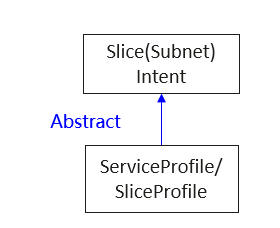 Slice(Subnet)
Intent
Abstract
ServiceProfile/
SliceProfile